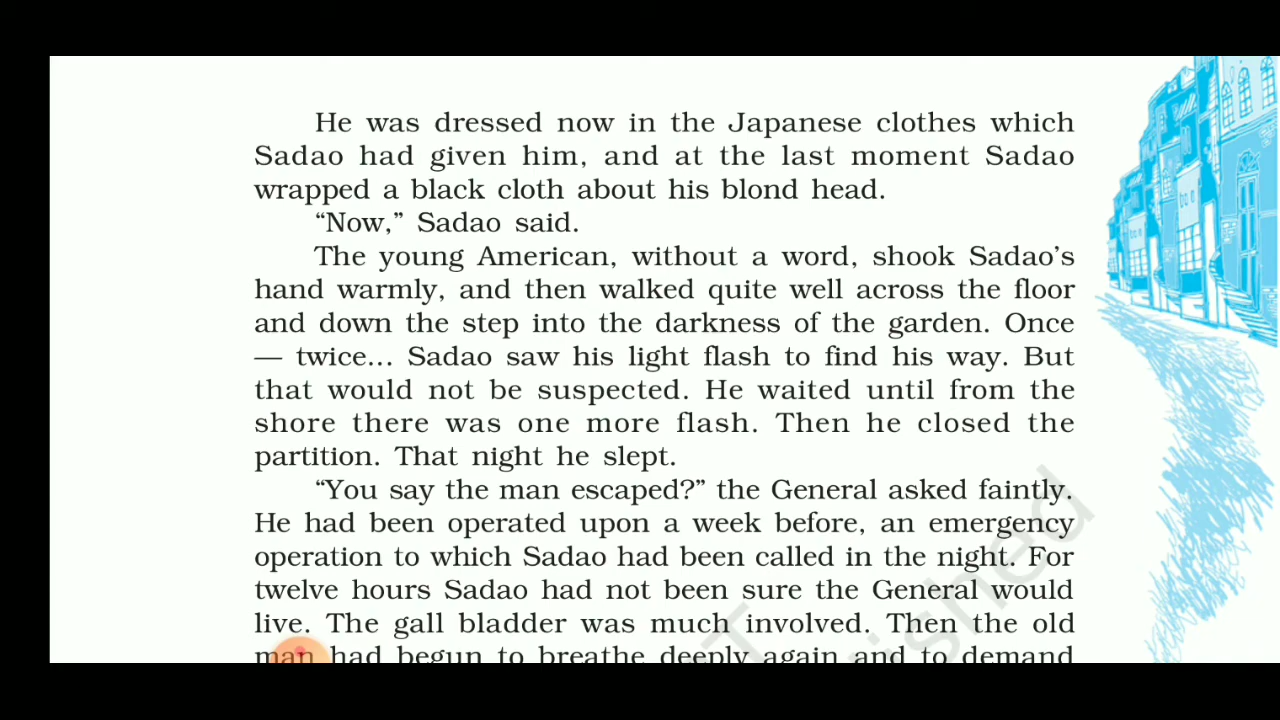 He was dressed now in the Japanese clothes which
Sadao had given him, and at the last moment Sadao
wrapped a black cloth about his blond head.
“Now,” Sadao said.
The young American, without a word, shook Sadao’s
hand warmly, and then walked quite well across the floor
and down the step into the darkness of the garden. Once
— twice... Sadao saw his light flash to find his way. But
that would not be suspected. He waited until from the
shore there was one more flash. Then he closed the
partition. That night he slept.
“You say the man escaped?” the General asked faintly.
He had been operated upon a week before, an emergency
operation to which Sadao had been called in the night. For
twelve hours Sadao had not been sure the General would
live. The gall bladder was much involved. Then the old
man had begun to breathe deeply again and to demand